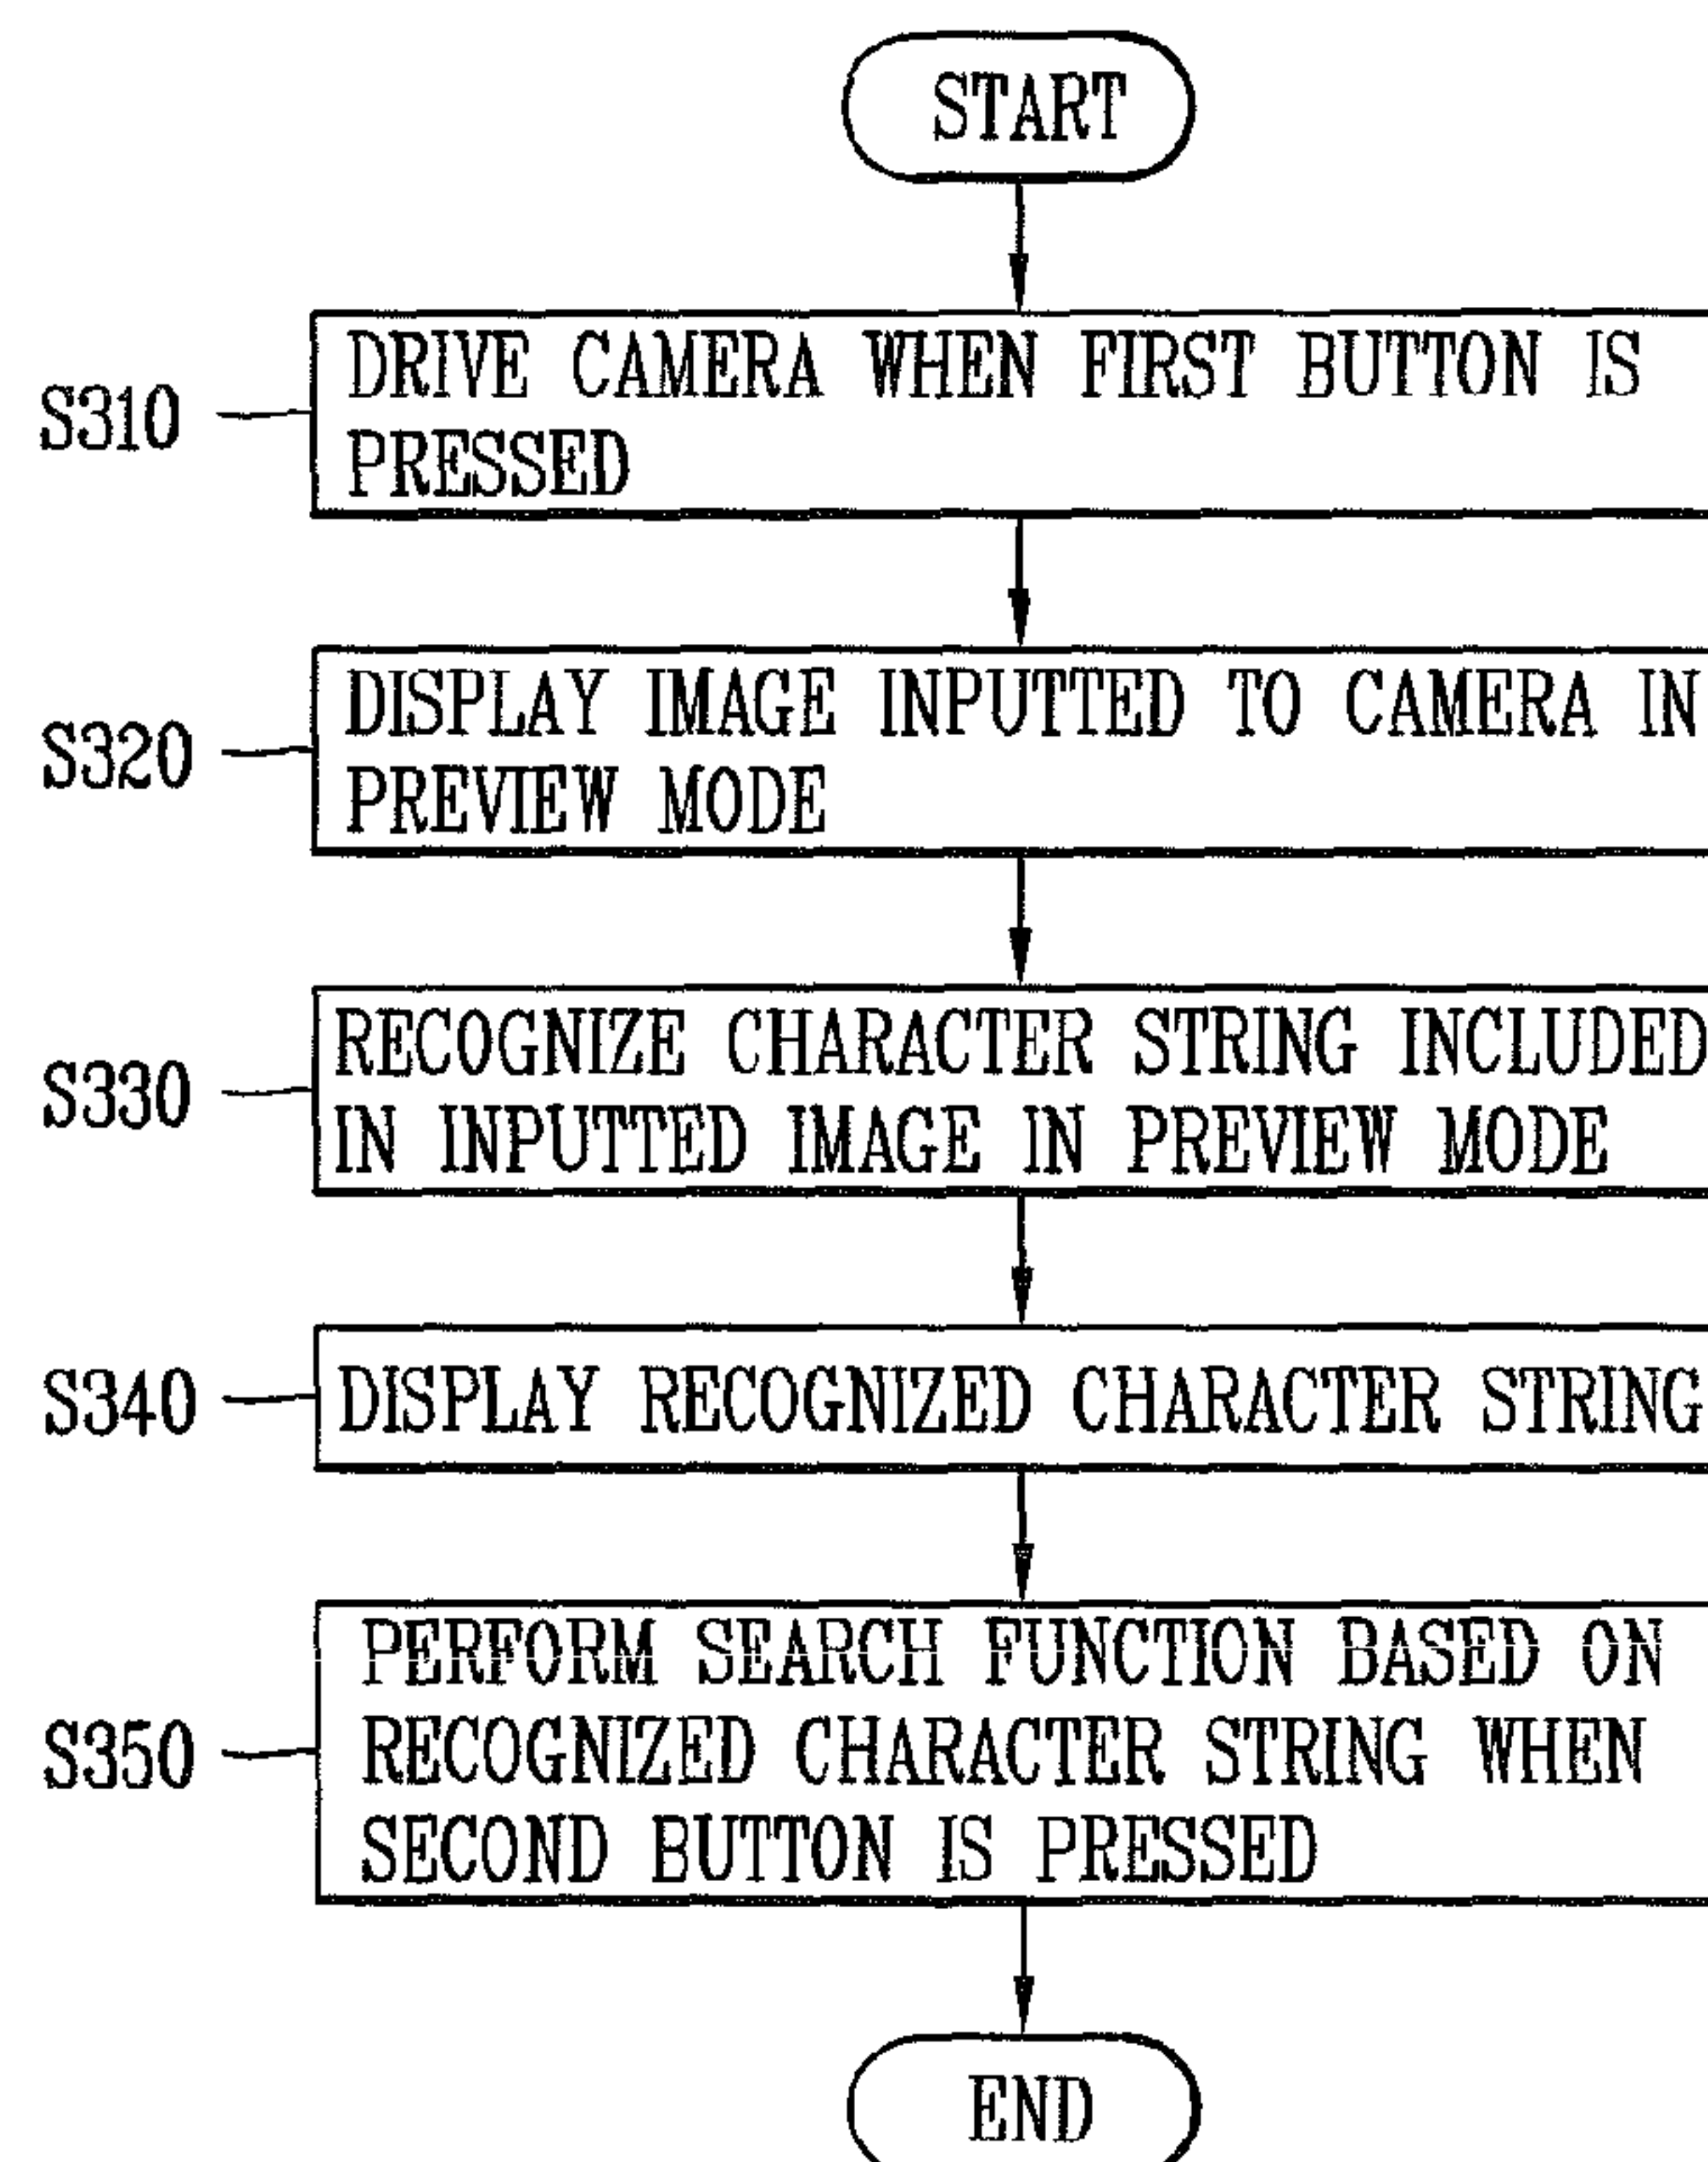 START
S310
DRIVE CAMERA WHEN FIRST BUTTON IS
PRESSED
S320
DISPLAY IMAGE INPUTTED TO CAMERA IN
PREVIEW MODE
S330
RECOGNIZE CHARACTER STRING INCLUDED
IN INPUTTED IMAGE IN PREVIEW MODE
S340
DISPLAY RECOGNIZED CHARACTER STRING
S350
PERFORM SEARCH FUNCTION BASED ON
RECOGNIZED CHARACTER STRING WHEN
SECOND BUTTON IS PRESSED
END